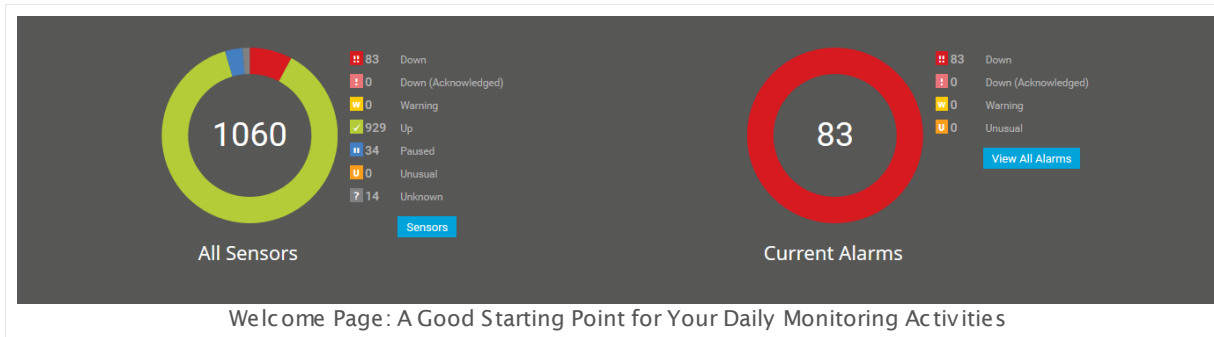 1060
!! 83 Down
! 0 Down (Acknowledged)
W 0 Warning
929 Up
34 Paused
U 0 Unusual
? 14 Unknown
Sensors
All Sensors
83
!! 83 Down
! 0 Down (Acknowledged)
W 0 Warning
U 0 Unusual
View All Alarms
Current Alarms
Welcome Page: A Good Starting Point for Your Daily Monitoring Activities